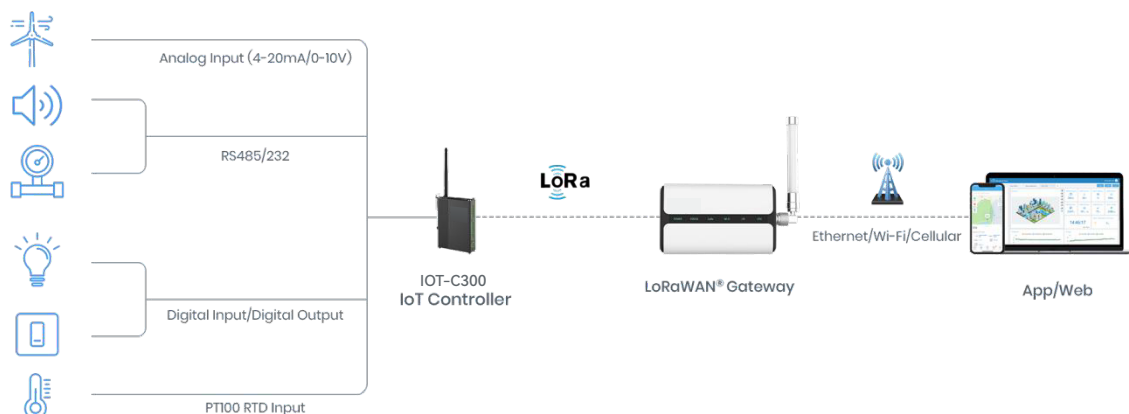 Analog Input (4-20mA/0-10V)
RS485/232
LoRa
IOT-C300
IoT Controller
LoRaWAN® Gateway
Ethernet/Wi-Fi/Cellular
App/Web
Digital Input/Digital Output
PT100 RTD Input